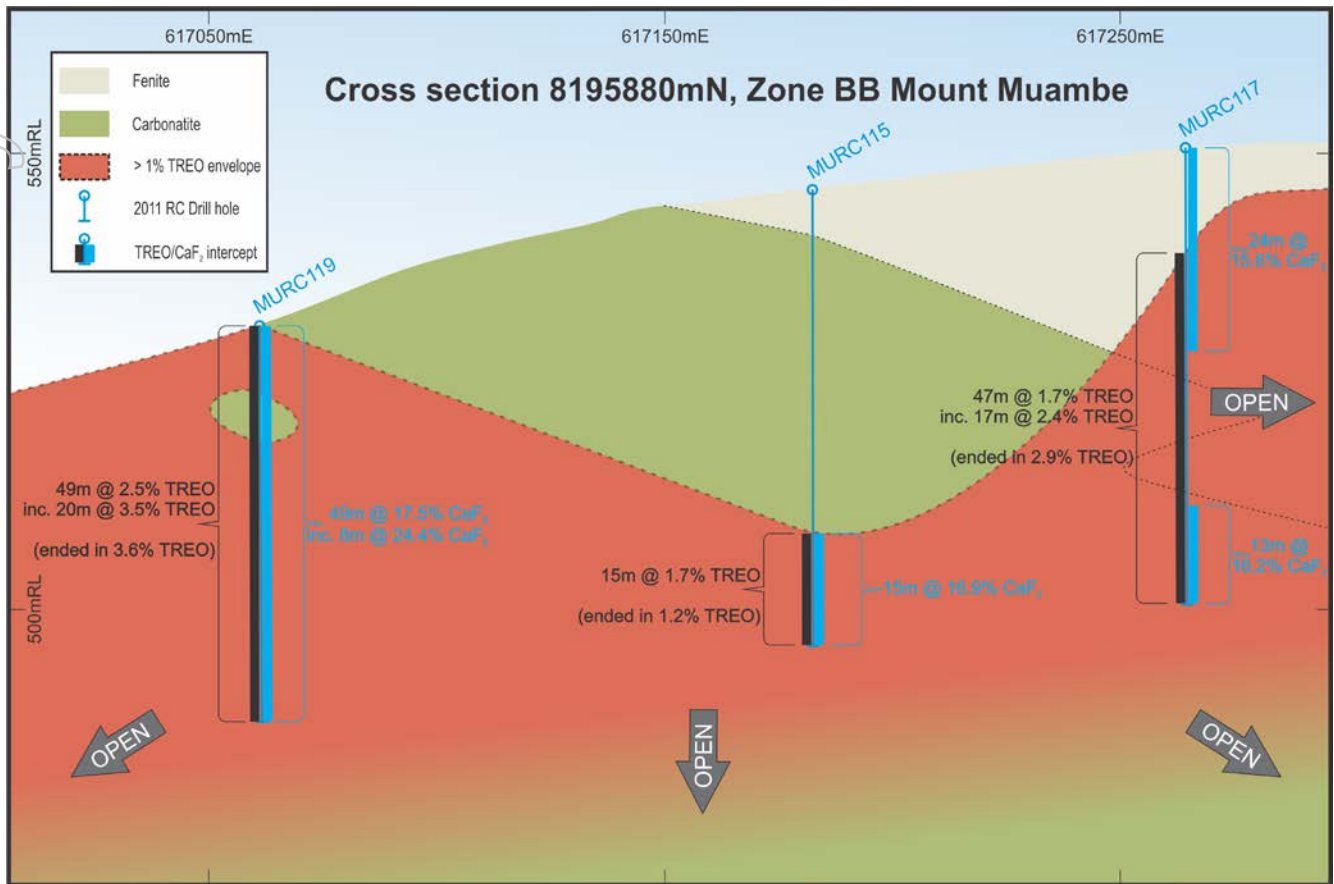 617050mE
617150mE
617250mE
Cross section 8195880mN, Zone BB Mount Muambe
Fenite
Carbonatite
> 1% TREO envelope
2011 RC Drill hole
TREO/CaF₂ intercept
550mRL
500mRL
MURC119
MURC115
MURC117
24m @
15.6% CaF₂
OPEN
47m @ 1.7% TREO
inc. 17m @ 2.4% TREO
(ended in 2.9% TREO)
49m @ 2.5% TREO
inc. 20m @ 3.5% TREO
(ended in 3.6% TREO)
49m @ 17.5% CaF₂
inc. 8m @ 24.4% CaF₂
15m @ 1.7% TREO
(ended in 1.2% TREO)
15m @ 16.9% CaF₂
13m @
16.2% CaF₂
OPEN
OPEN
OPEN